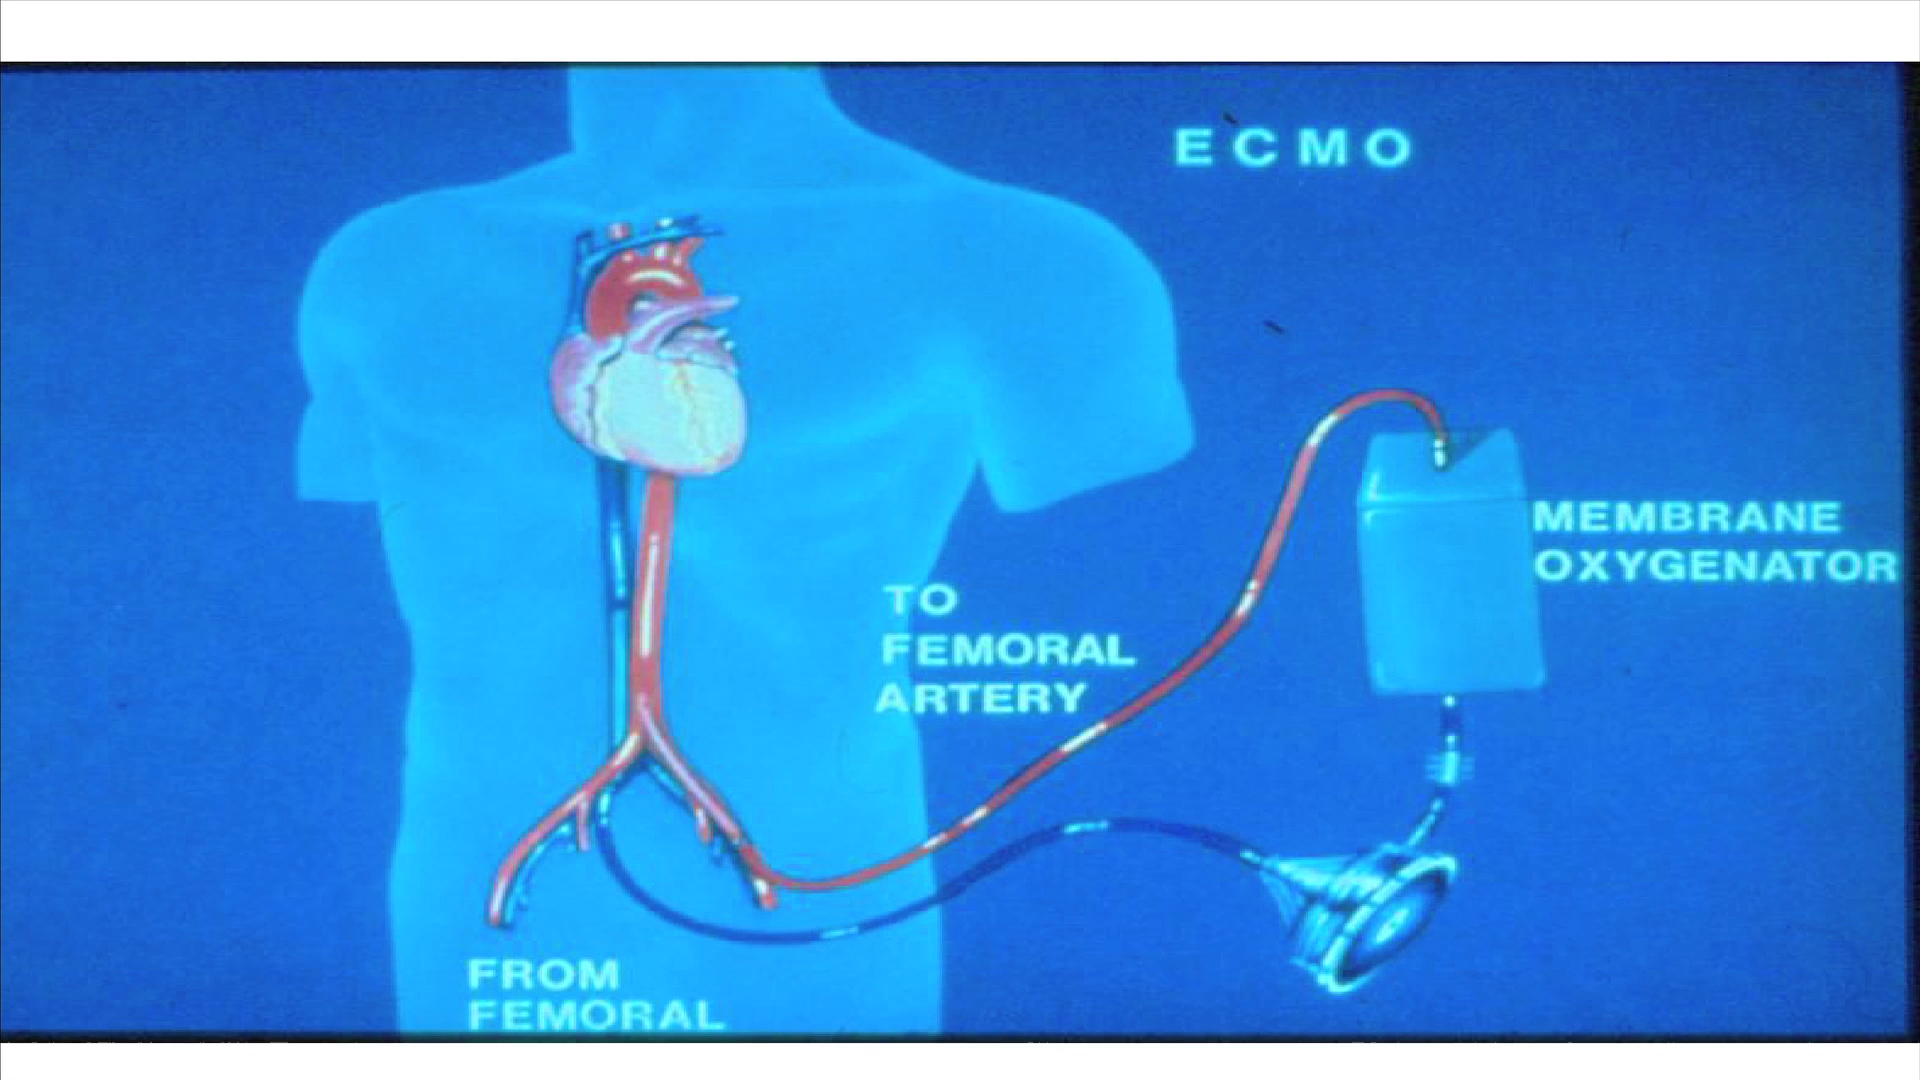 ECMO
MEMBRANE
OXYGENATOR
TO
FEMORAL
ARTERY
FROM
FEMORAL